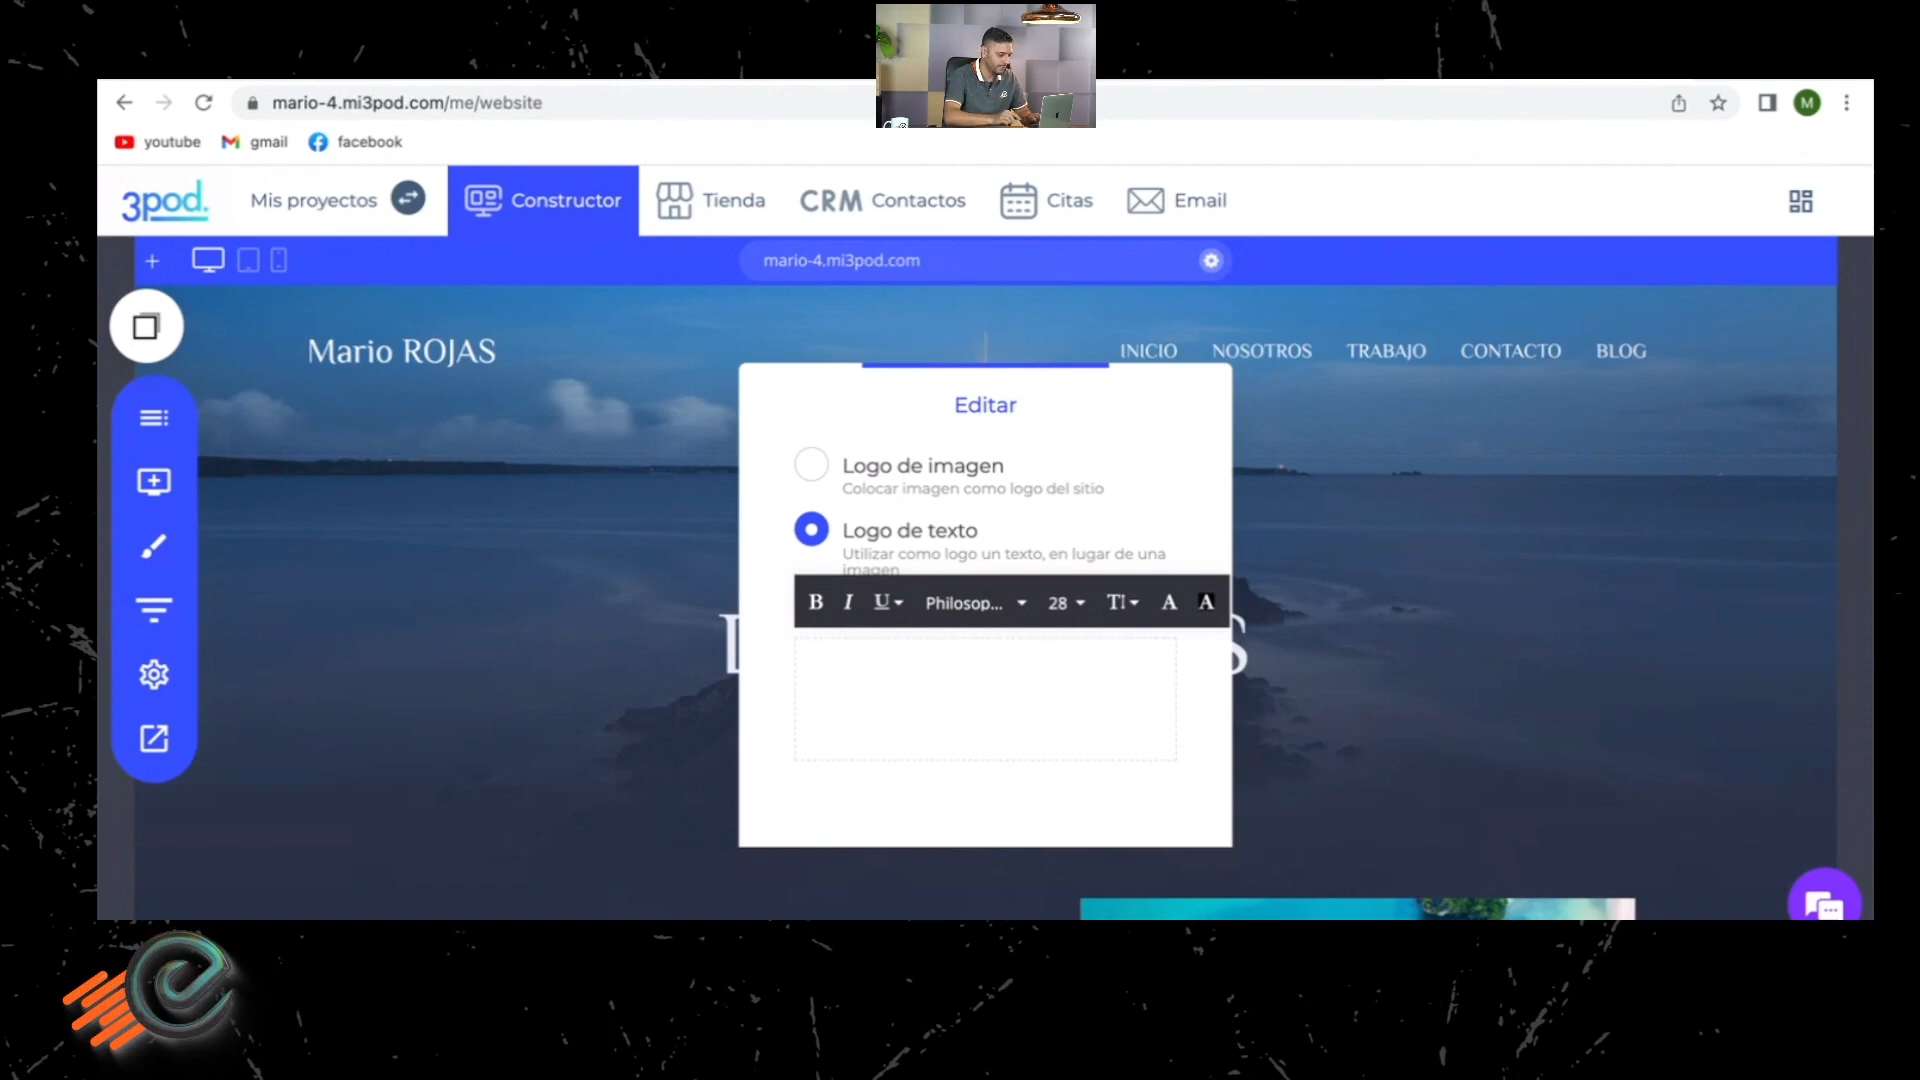 mario-4.mi3pod.com/me/website
M
youtube gmail facebook
3pod. Mis proyectos Constructor Tienda CRM Contactos Citas Email
mario-4.mi3pod.com
Mario ROJAS
INICIO NOSOTROS TRABAJO CONTACTO BLOG
Editar
Logo de imagen
Colocar imagen como logo del sitio
Logo de texto
Utilizar como logo un texto, en lugar de una
imagen
B I U Philosop... 28 T A A